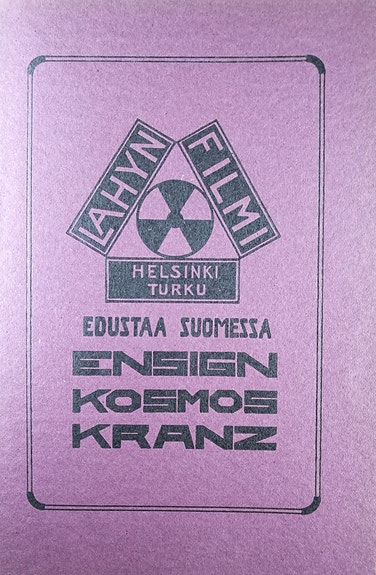 LAHYN
FILMI
HELSINKI
TURKU
EDUSTAA SUOMESSA
ENSIGN
KOSMOS
KRANZ